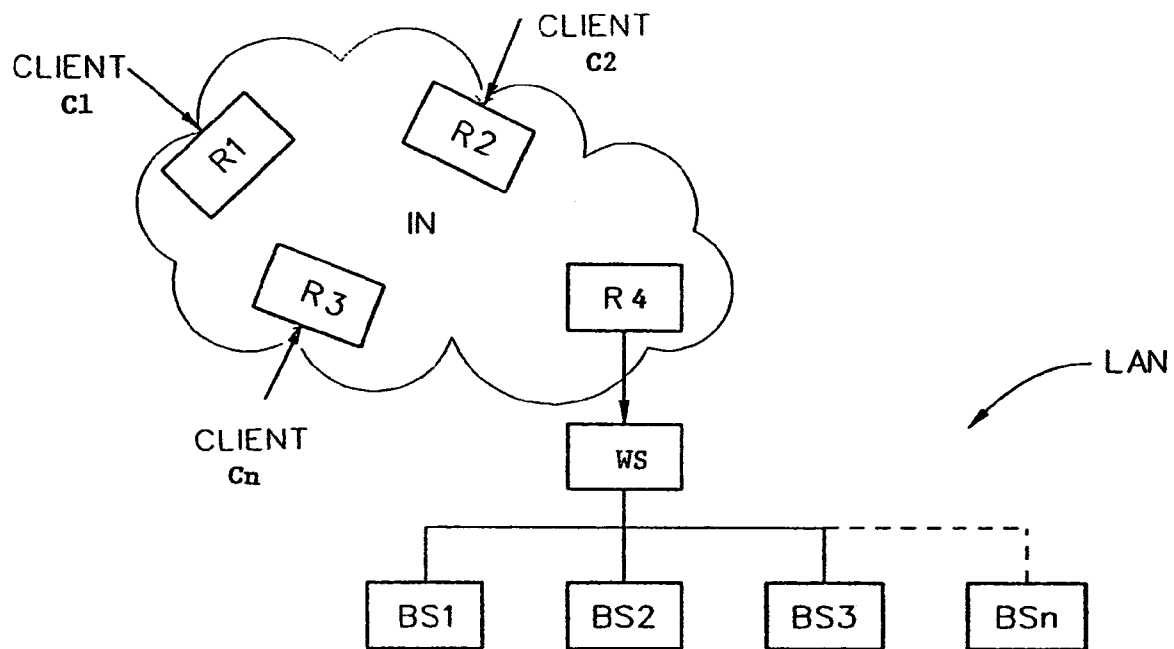 CLIENT
C2
CLIENT
C1
R1
R2
IN
R3
R4
LAN
CLIENT
Cn
WS
BS1
BS2
BS3
BSn